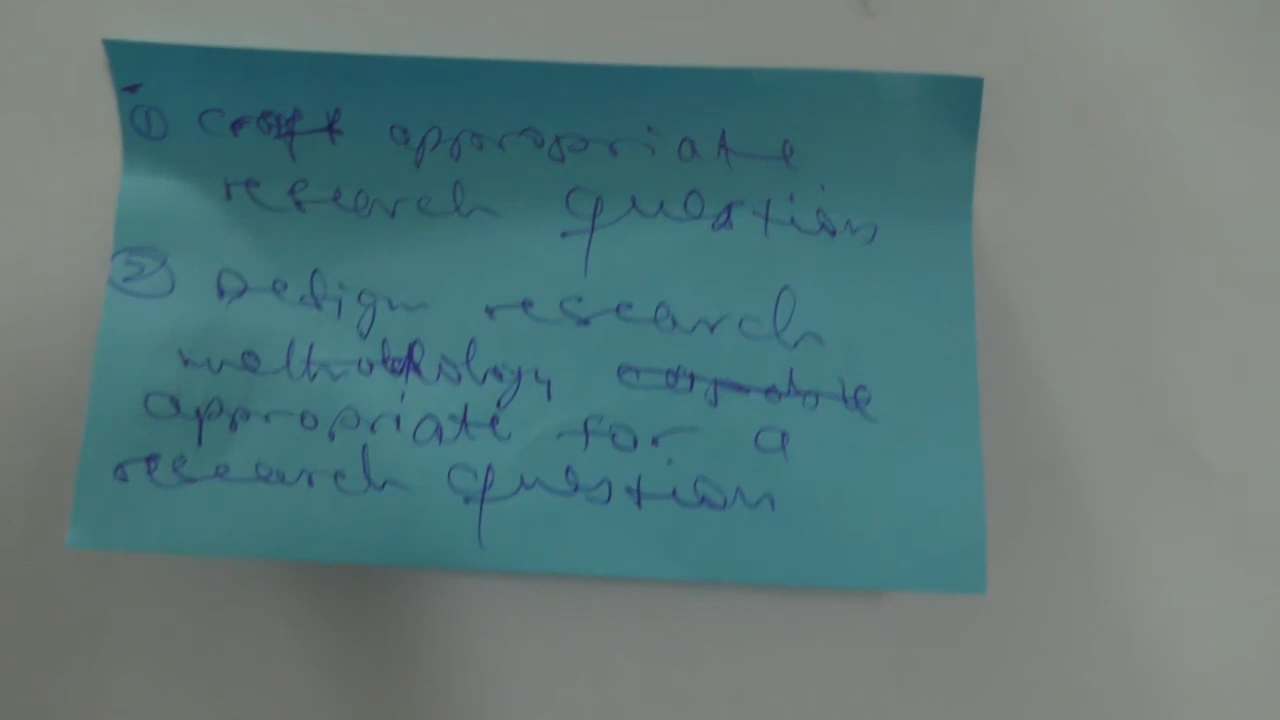 ① Craft appropriate
research question
② Design research
methodology
appropriate for a
research question